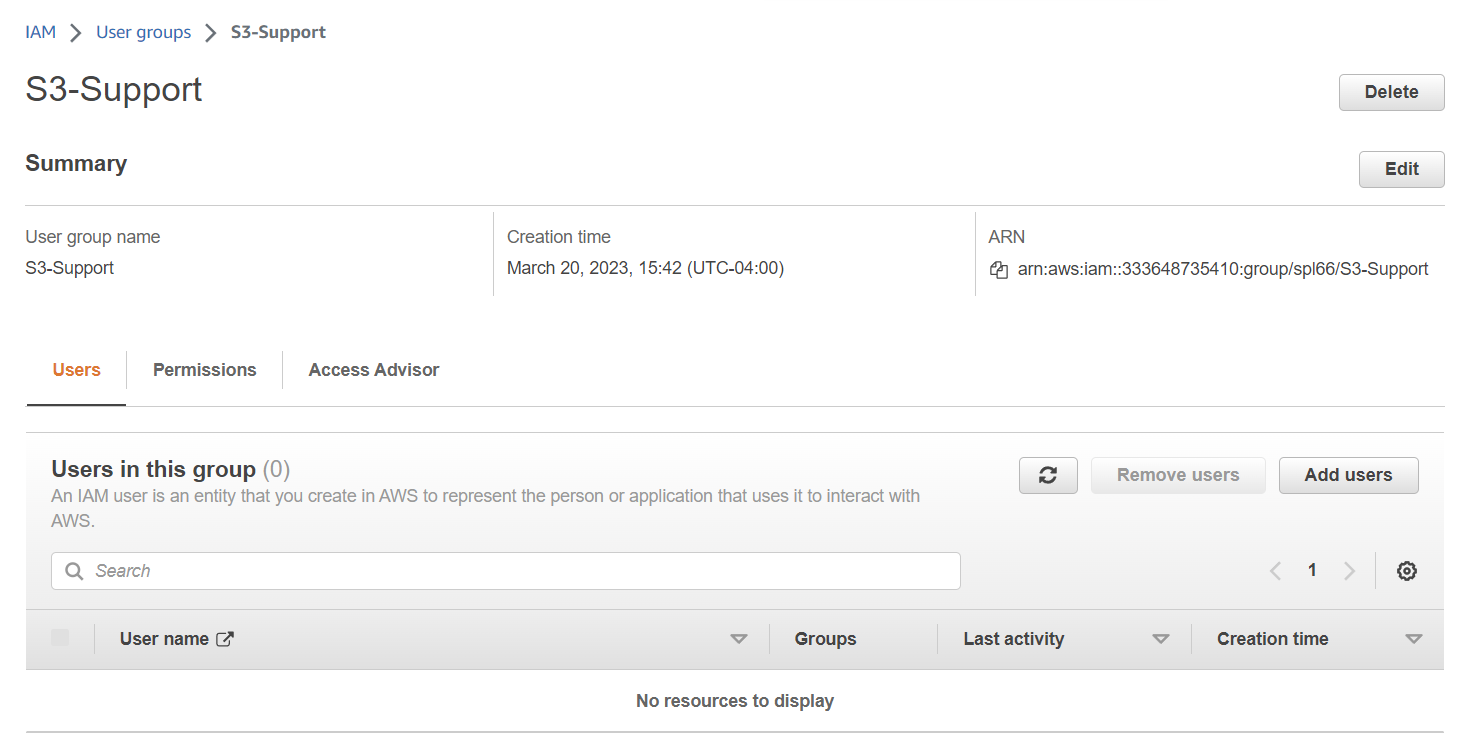 IAM > User groups > S3-Support
S3-Support
Delete
Summary
Edit
User group name
S3-Support
Creation time
March 20, 2023, 15:42 (UTC-04:00)
ARN
arn:aws:iam::333648735410:group/spl66/S3-Support
Users
Permissions
Access Advisor
Users in this group (0)
An IAM user is an entity that you create in AWS to represent the person or application that uses it to interact with
AWS.
Remove users
Add users
Search
1
User name
Groups
Last activity
Creation time
No resources to display